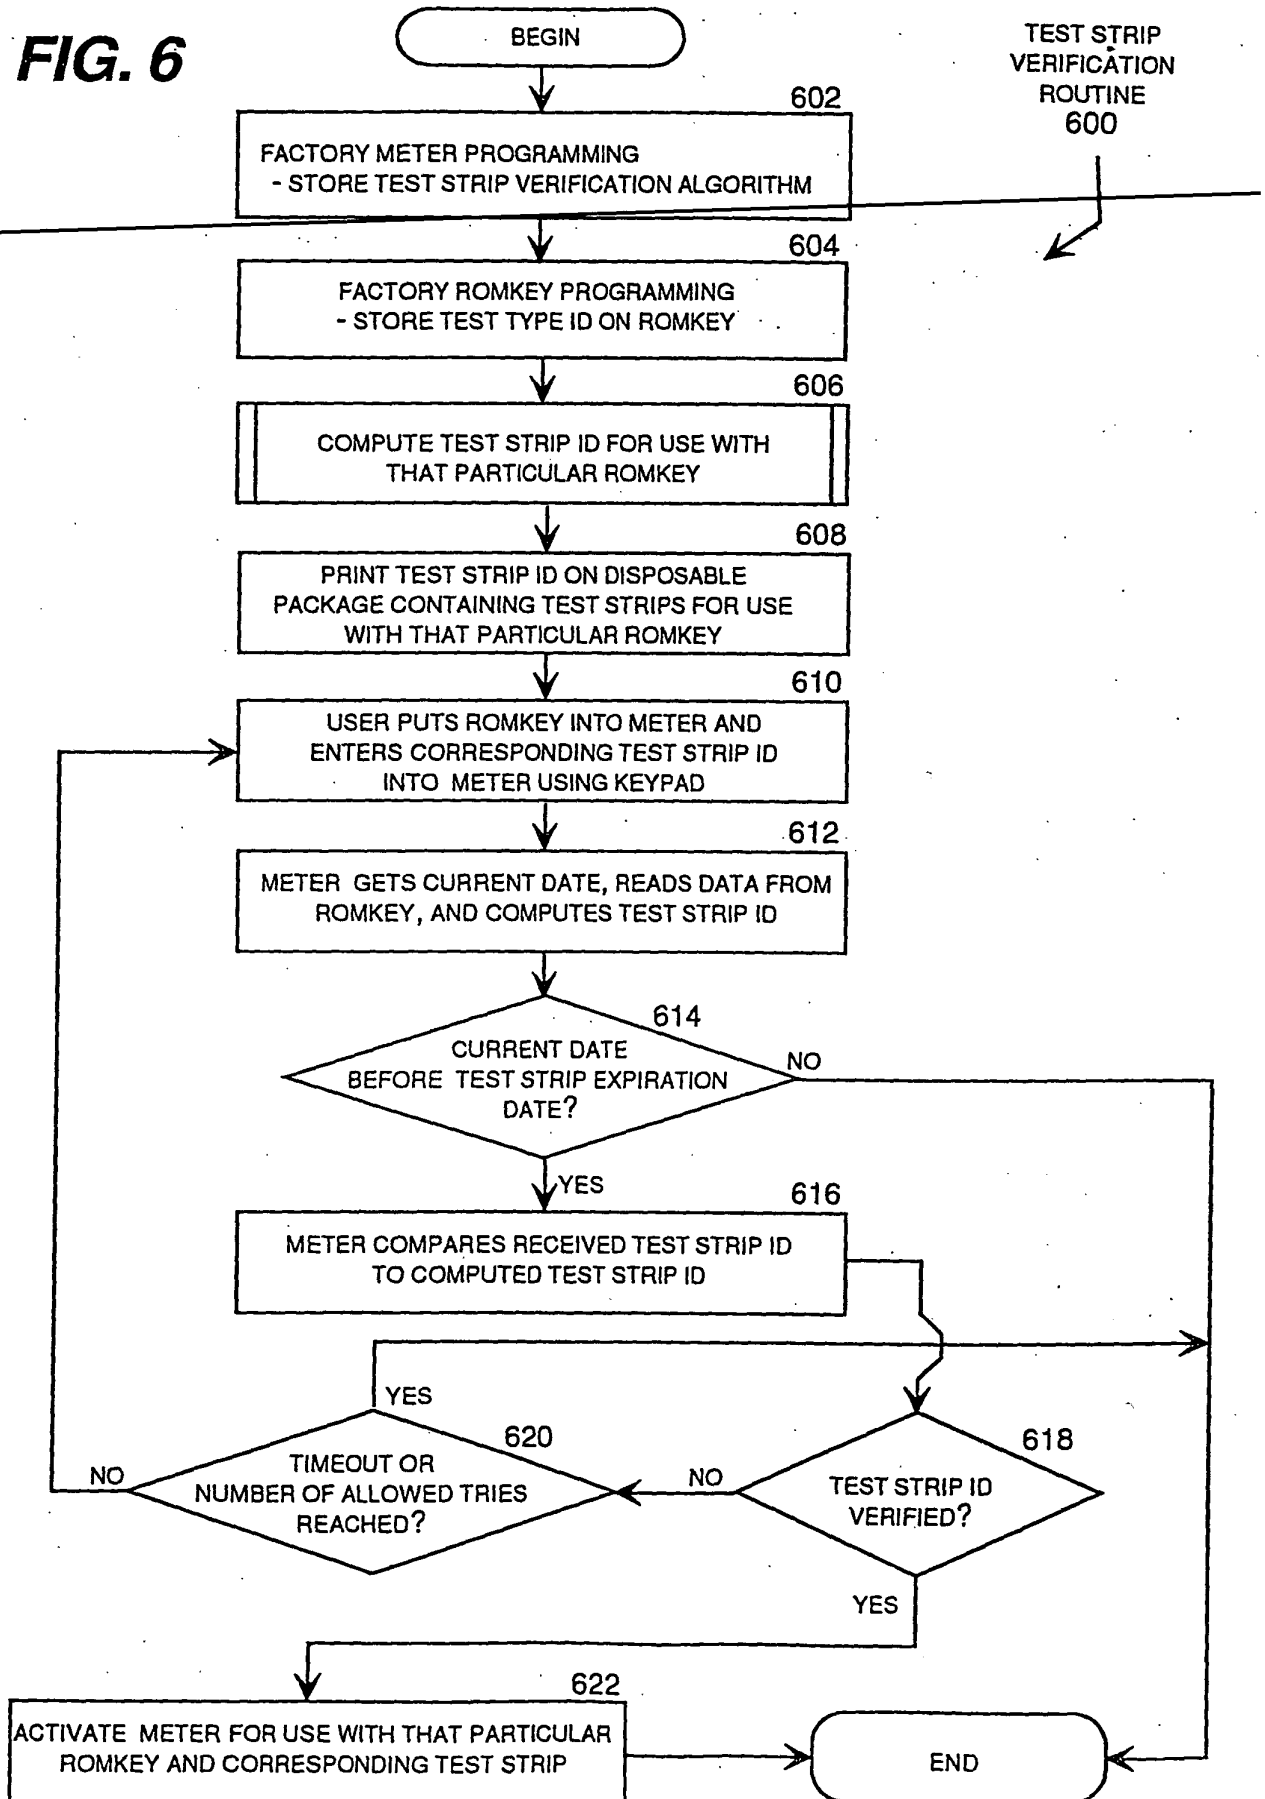 FIG. 6
BEGIN
TEST STRIP
VERIFICATION
ROUTINE
600
602
FACTORY METER PROGRAMMING
- STORE TEST STRIP VERIFICATION ALGORITHM
604
FACTORY ROMKEY PROGRAMMING
- STORE TEST TYPE ID ON ROMKEY
606
COMPUTE TEST STRIP ID FOR USE WITH
THAT PARTICULAR ROMKEY
608
PRINT TEST STRIP ID ON DISPOSABLE
PACKAGE CONTAINING TEST STRIPS FOR USE
WITH THAT PARTICULAR ROMKEY
610
USER PUTS ROMKEY INTO METER AND
ENTERS CORRESPONDING TEST STRIP ID
INTO METER USING KEYPAD
612
METER GETS CURRENT DATE, READS DATA FROM
ROMKEY, AND COMPUTES TEST STRIP ID
614
CURRENT DATE
BEFORE TEST STRIP EXPIRATION
DATE?
NO
YES
616
METER COMPARES RECEIVED TEST STRIP ID
TO COMPUTED TEST STRIP ID
YES
620
TIMEOUT OR
NUMBER OF ALLOWED TRIES
REACHED?
NO
NO
618
TEST STRIP ID
VERIFIED?
YES
622
ACTIVATE METER FOR USE WITH THAT PARTICULAR
ROMKEY AND CORRESPONDING TEST STRIP
END